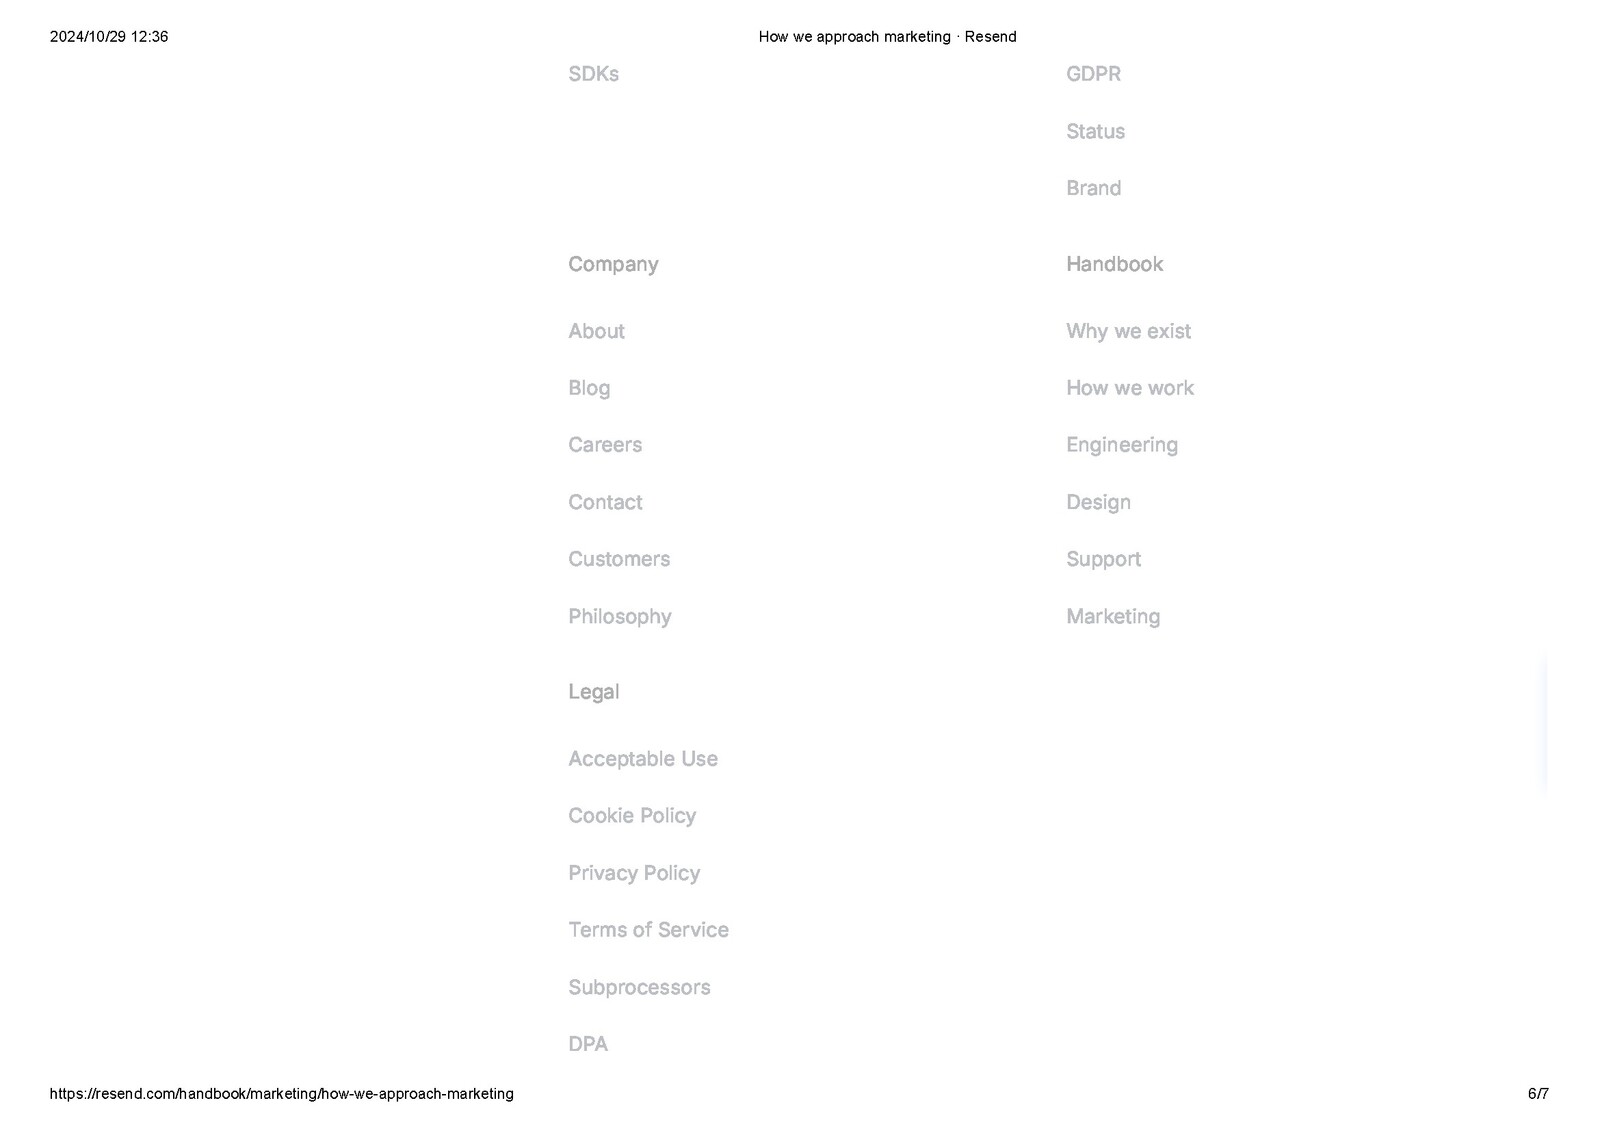 2024/10/29 12:36
How we approach marketing · Resend
SDKs
GDPR
Status
Brand
Company
About
Blog
Careers
Contact
Customers
Philosophy
Handbook
Why we exist
How we work
Engineering
Design
Support
Marketing
Legal
Acceptable Use
Cookie Policy
Privacy Policy
Terms of Service
Subprocessors
DPA
https://resend.com/handbook/marketing/how-we-approach-marketing
6/7